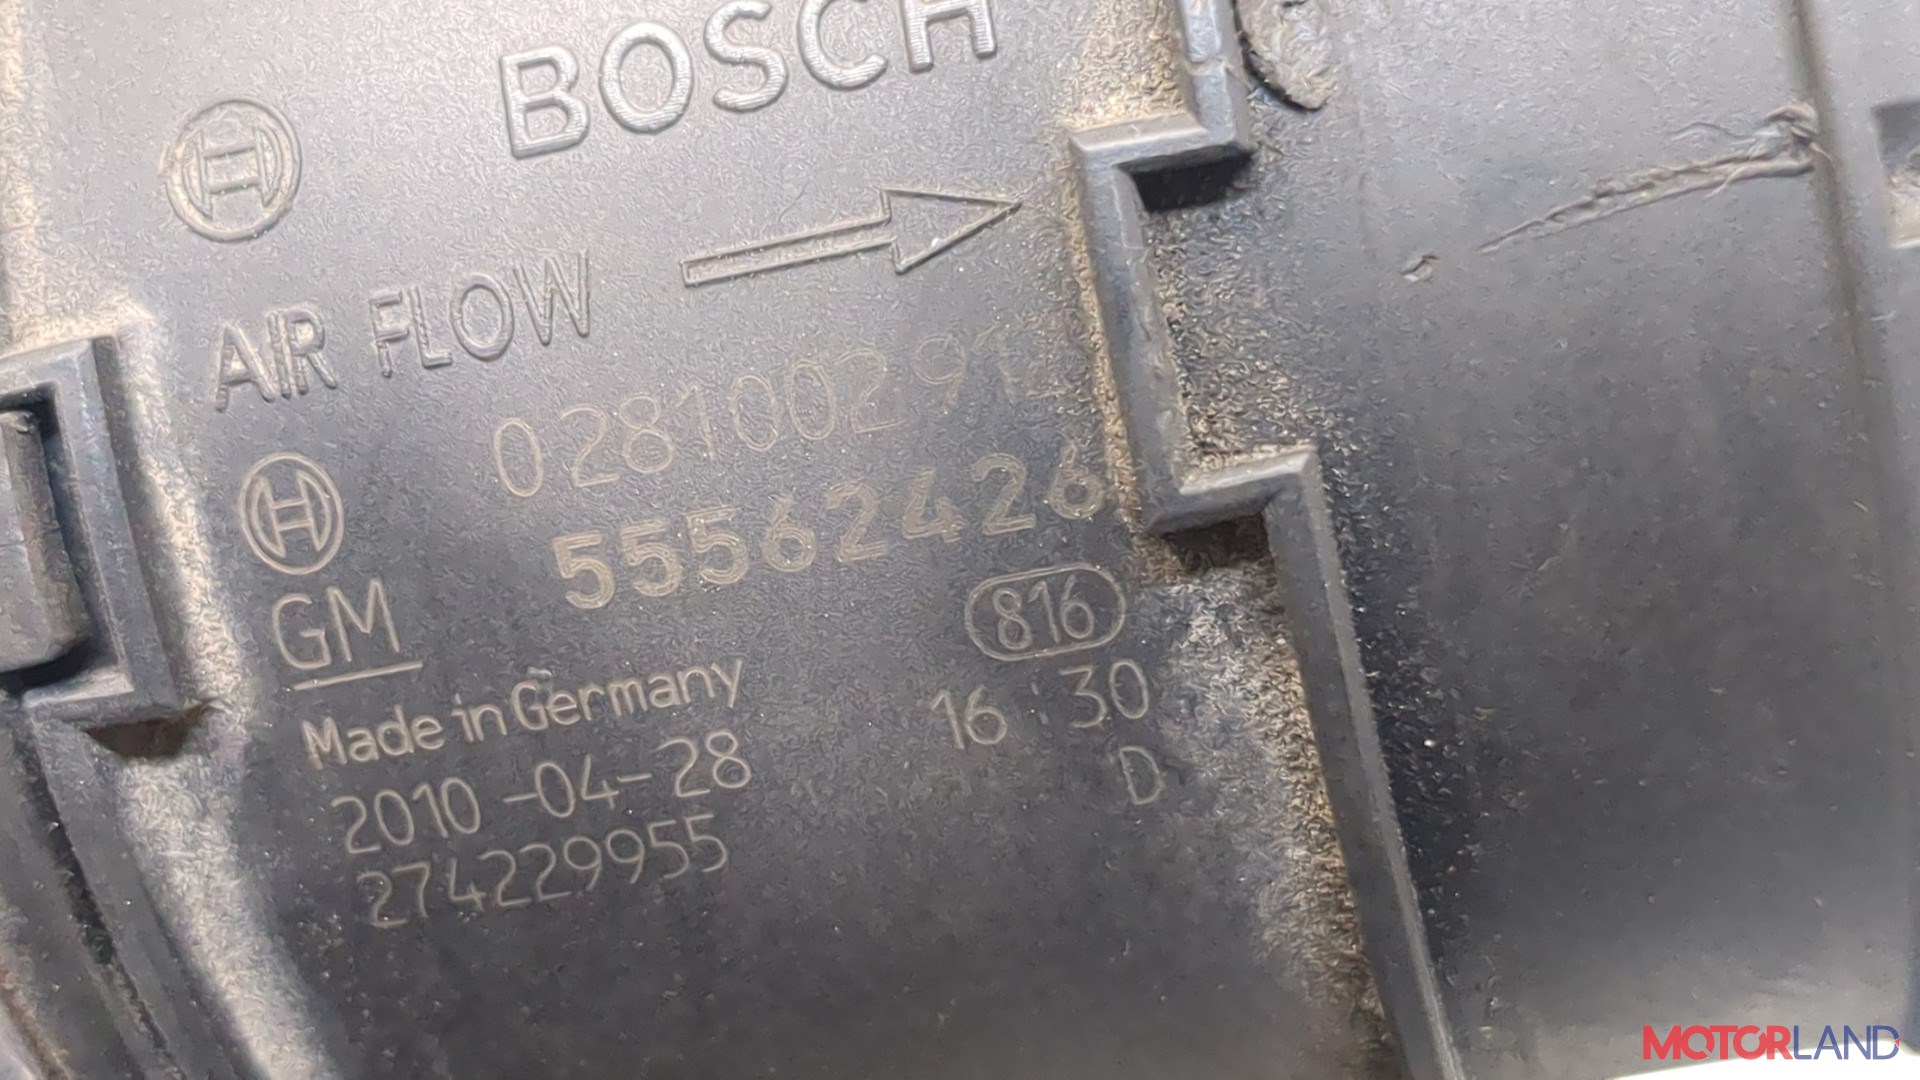 BOSCH
AIR FLOW
55562426
GM
816
Made in Germany
16:30
2010-04-28
D
274229955
MOTORLAND